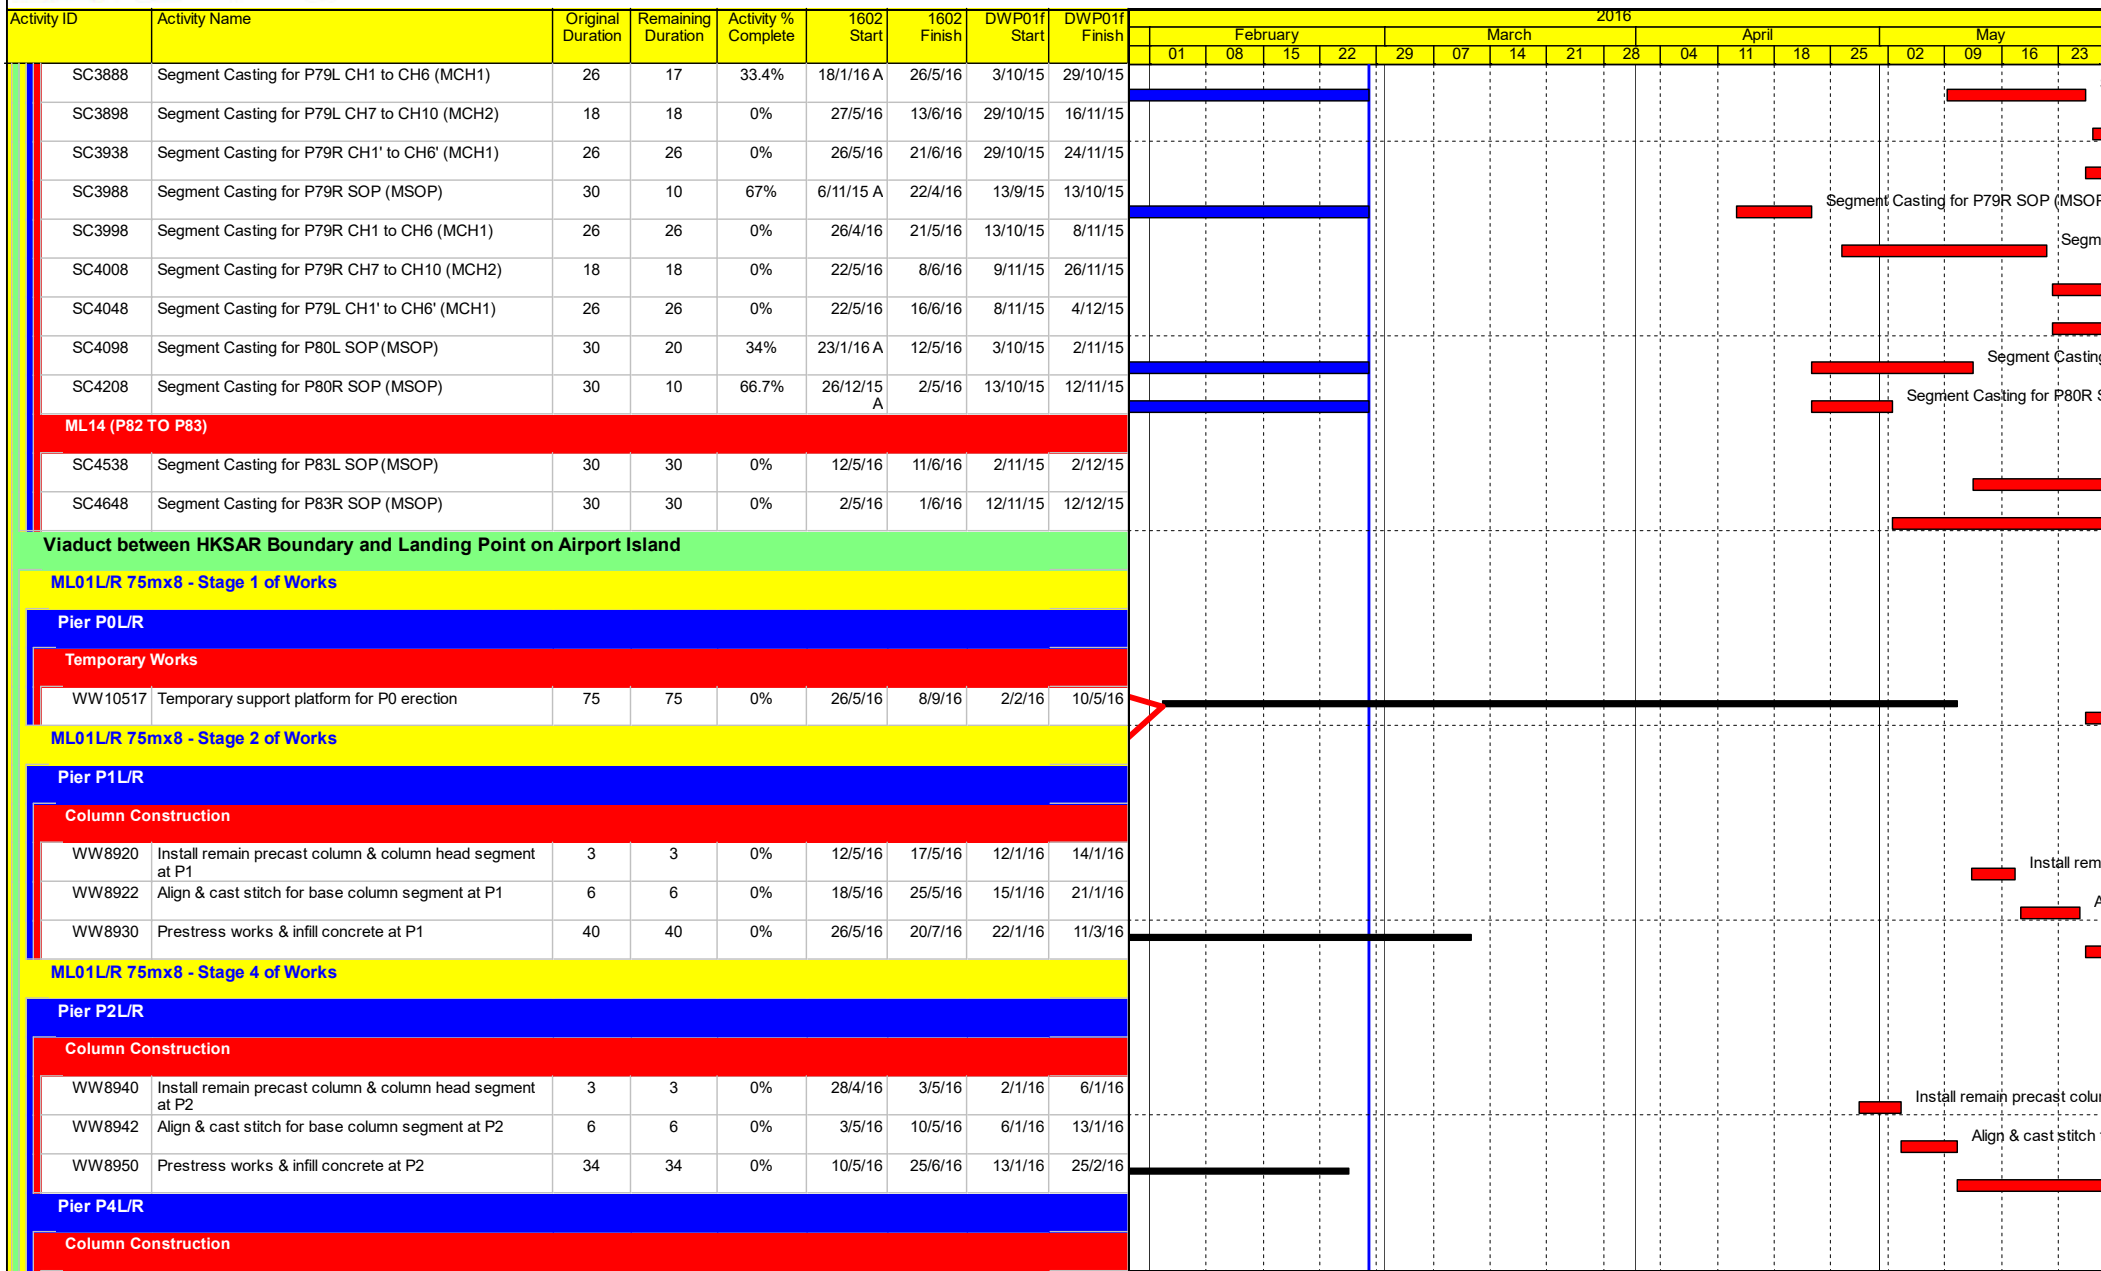 Activity ID Activity Name Original Duration Remaining Duration Activity % Complete 1602 Start 1602 Finish DWP01f Start DWP01f Finish 2016
February March April May
01 08 15 22 29 07 14 21 28 04 11 18 25 02 09 16 23
SC3888 Segment Casting for P79L CH1 to CH6 (MCH1) 26 17 33.4% 18/1/16 A 26/5/16 3/10/15 29/10/15
SC3898 Segment Casting for P79L CH7 to CH10 (MCH2) 18 18 0% 27/5/16 13/6/16 29/10/15 16/11/15
SC3938 Segment Casting for P79R CH1' to CH6' (MCH1) 26 26 0% 26/5/16 21/6/16 29/10/15 24/11/15
SC3988 Segment Casting for P79R SOP (MSOP) 30 10 67% 6/11/15 A 22/4/16 13/9/15 13/10/15 Segment Casting for P79R SOP (MSOP
SC3998 Segment Casting for P79R CH1 to CH6 (MCH1) 26 26 0% 26/4/16 21/5/16 13/10/15 8/11/15 Segm
SC4008 Segment Casting for P79R CH7 to CH10 (MCH2) 18 18 0% 22/5/16 8/6/16 9/11/15 26/11/15
SC4048 Segment Casting for P79L CH1' to CH6' (MCH1) 26 26 0% 22/5/16 16/6/16 8/11/15 4/12/15
SC4098 Segment Casting for P80L SOP (MSOP) 30 20 34% 23/1/16 A 12/5/16 3/10/15 2/11/15 Segment Casting
SC4208 Segment Casting for P80R SOP (MSOP) 30 10 66.7% 26/12/15 A 2/5/16 13/10/15 12/11/15 Segment Casting for P80R S
ML14 (P82 TO P83)
SC4538 Segment Casting for P83L SOP (MSOP) 30 30 0% 12/5/16 11/6/16 2/11/15 2/12/15
SC4648 Segment Casting for P83R SOP (MSOP) 30 30 0% 2/5/16 1/6/16 12/11/15 12/12/15
Viaduct between HKSAR Boundary and Landing Point on Airport Island
ML01L/R 75mx8 - Stage 1 of Works
Pier P0L/R
Temporary Works
WW10517 Temporary support platform for P0 erection 75 75 0% 26/5/16 8/9/16 2/2/16 10/5/16
ML01L/R 75mx8 - Stage 2 of Works
Pier P1L/R
Column Construction
WW8920 Install remain precast column & column head segment at P1 3 3 0% 12/5/16 17/5/16 12/1/16 14/1/16 Install rem
WW8922 Align & cast stitch for base column segment at P1 6 6 0% 18/5/16 25/5/16 15/1/16 21/1/16 A
WW8930 Prestress works & infill concrete at P1 40 40 0% 26/5/16 20/7/16 22/1/16 11/3/16
ML01L/R 75mx8 - Stage 4 of Works
Pier P2L/R
Column Construction
WW8940 Install remain precast column & column head segment at P2 3 3 0% 28/4/16 3/5/16 2/1/16 6/1/16 Install remain precast colu
WW8942 Align & cast stitch for base column segment at P2 6 6 0% 3/5/16 10/5/16 6/1/16 13/1/16 Align & cast stitch
WW8950 Prestress works & infill concrete at P2 34 34 0% 10/5/16 25/6/16 13/1/16 25/2/16
Pier P4L/R
Column Construction